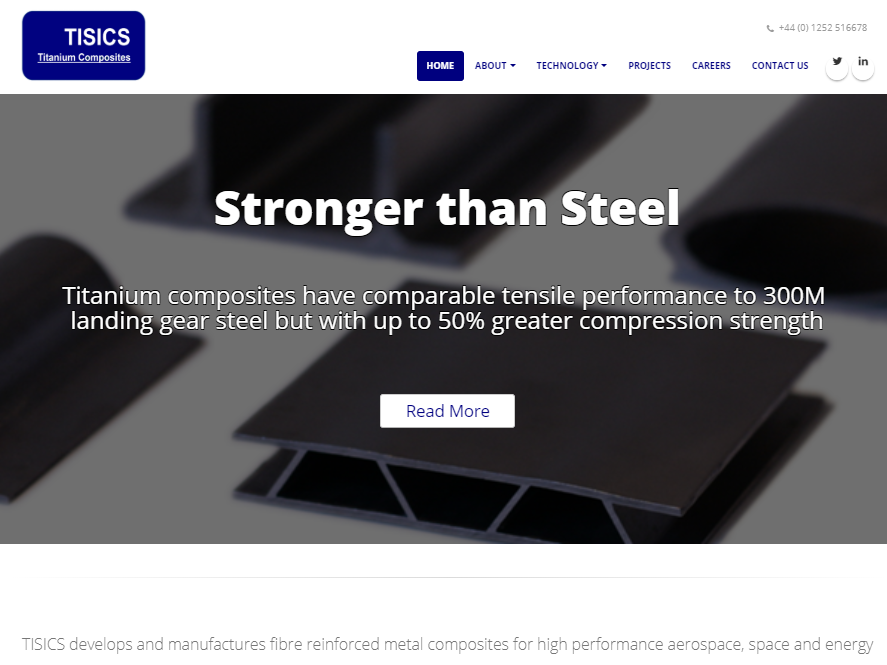 TISICS
Titanium Composites
+44 (0) 1252 516678
HOME ABOUT TECHNOLOGY PROJECTS CAREERS CONTACT US
Stronger than Steel
Titanium composites have comparable tensile performance to 300M
landing gear steel but with up to 50% greater compression strength
Read More
TISICS develops and manufactures fibre reinforced metal composites for high performance aerospace, space and energy